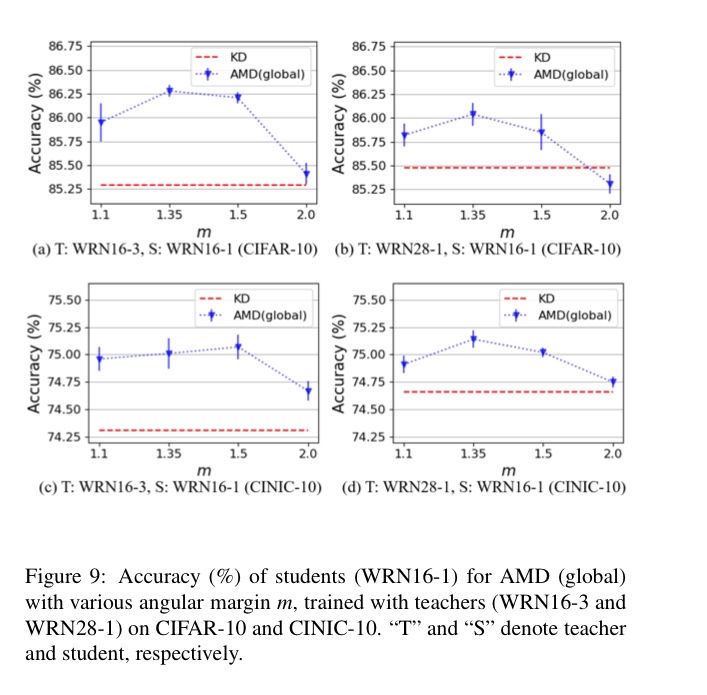 86.75
86.50
86.25
86.00
85.75
85.50
85.25
Accuracy (%)
KD
AMD(global)
1.1 1.35 1.5 2.0
m
(a) T: WRN16-3, S: WRN16-1 (CIFAR-10)
86.75
86.50
86.25
86.00
85.75
85.50
85.25
Accuracy (%)
KD
AMD(global)
1.1 1.35 1.5 2.0
m
(b) T: WRN28-1, S: WRN16-1 (CIFAR-10)
75.50
75.25
75.00
74.75
74.50
74.25
Accuracy (%)
KD
AMD(global)
1.1 1.35 1.5 2.0
m
(c) T: WRN16-3, S: WRN16-1 (CINIC-10)
75.50
75.25
75.00
74.75
74.50
74.25
Accuracy (%)
KD
AMD(global)
1.1 1.35 1.5 2.0
m
(d) T: WRN28-1, S: WRN16-1 (CINIC-10)
Figure 9: Accuracy (%) of students (WRN16-1) for AMD (global)
with various angular margin m, trained with teachers (WRN16-3 and
WRN28-1) on CIFAR-10 and CINIC-10. “T” and “S” denote teacher
and student, respectively.